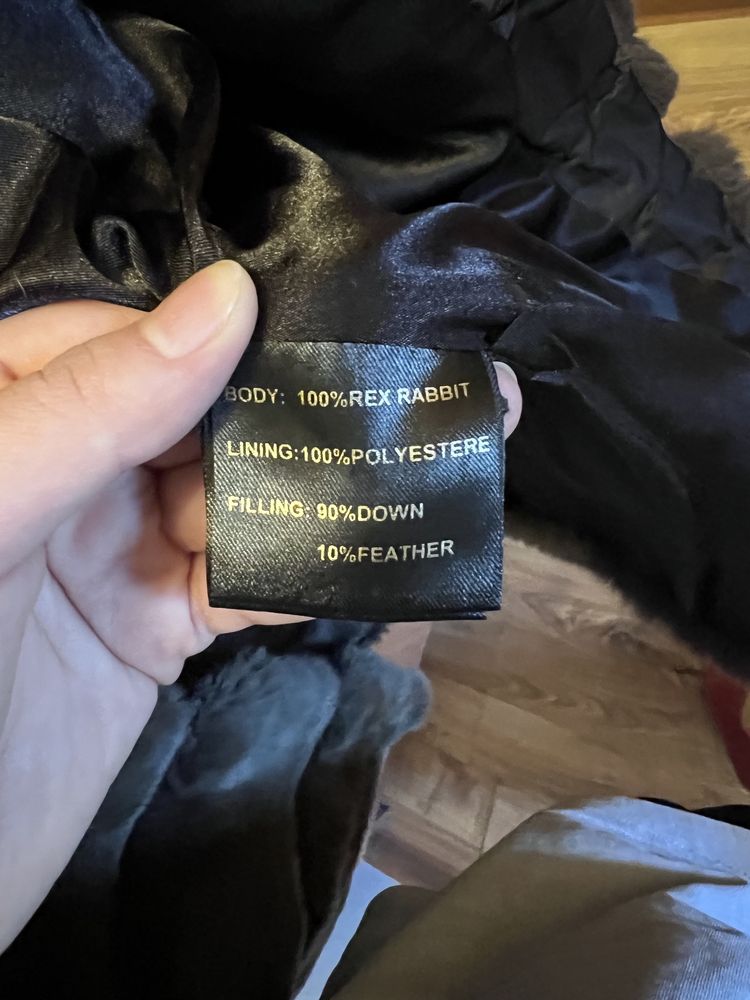 BODY: 100%REX RABBIT
LINING:100%POLYESTERE
FILLING: 90%DOWN
10%FEATHER